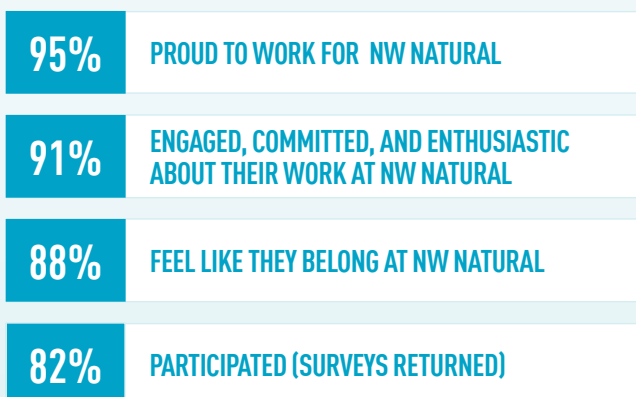 95%
PROUD TO WORK FOR NW NATURAL
91%
ENGAGED, COMMITTED, AND ENTHUSIASTIC
ABOUT THEIR WORK AT NW NATURAL
88%
FEEL LIKE THEY BELONG AT NW NATURAL
82%
PARTICIPATED (SURVEYS RETURNED)